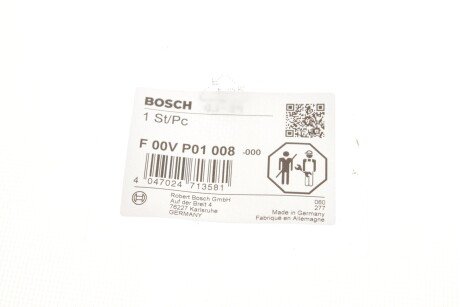 BOSCH
1 St/Pc
F 00V P01 008 .000
4 047024 713581
Robert Bosch GmbH
Auf der Breit 4
76227 Karlsruhe
GERMANY
060
277
Made in Germany
Fabriqué en Allemagne